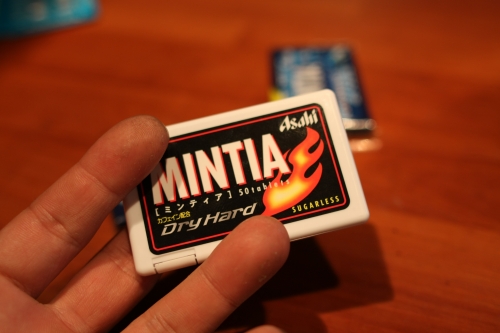 Asahi
MINTIA
[ミンティア] 50tablets
カフェイン配合
Dry Hard
SUGARLESS